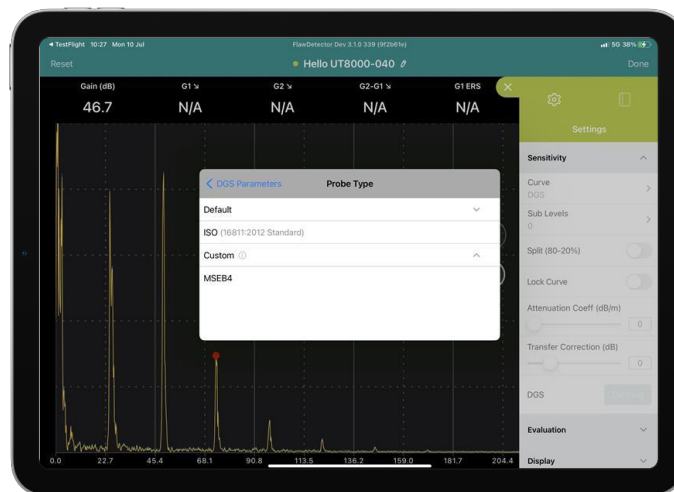 TestFlight 10:27 Mon 10 Jul
FlawDetector Dev 3.1.0 339 (9f2b61e)
5G 38%
Reset
Hello UT8000-040
Done
Gain (dB) G1 G2 G2-G1 G1 ERS
46.7 N/A N/A N/A N/A
Settings
DGS Parameters
Probe Type
Default
ISO (16811:2012 Standard)
Custom
MSEB4
Sensitivity
Curve
DGS
Sub Levels
0
Split (80-20%)
Lock Curve
Attenuation Coeff (dB/m)
0
Transfer Correction (dB)
0
DGS
Evaluation
Display
0.0 22.7 45.4 68.1 90.8 113.5 136.2 159.0 181.7 204.4